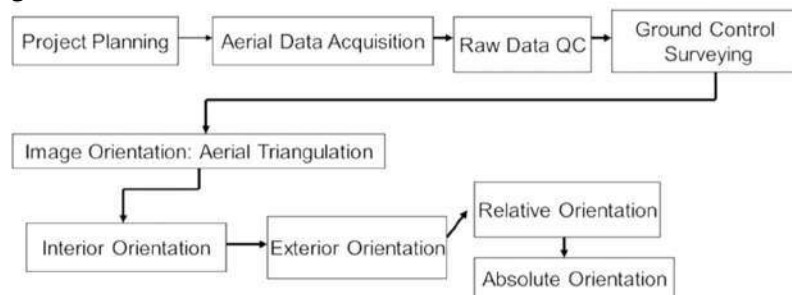 Project Planning
Aerial Data Acquisition
Raw Data QC
Ground Control
Surveying
Image Orientation: Aerial Triangulation
Interior Orientation
Exterior Orientation
Relative Orientation
Absolute Orientation